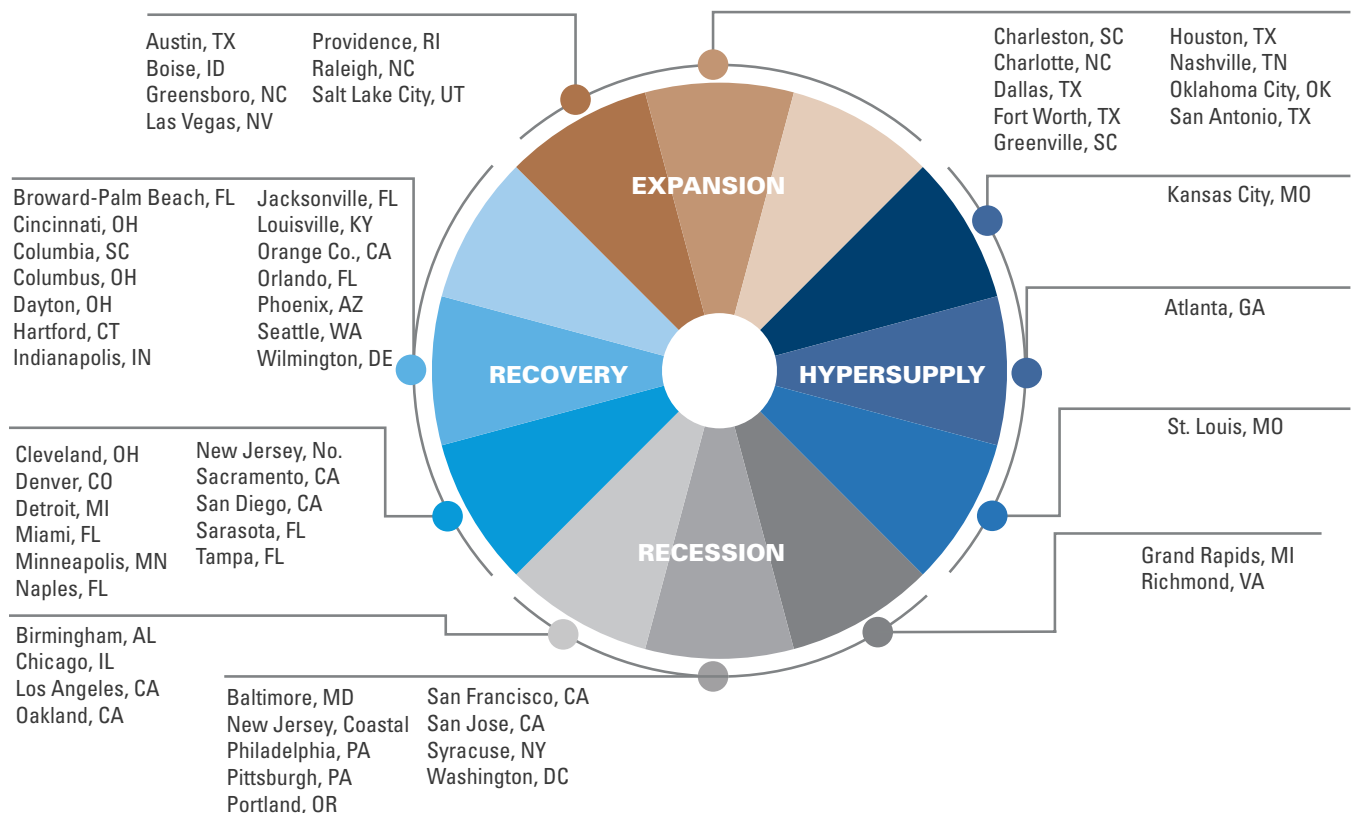 Austin, TX
Boise, ID
Greensboro, NC
Las Vegas, NV
Providence, RI
Raleigh, NC
Salt Lake City, UT
Charleston, SC
Charlotte, NC
Dallas, TX
Fort Worth, TX
Greenville, SC
Houston, TX
Nashville, TN
Oklahoma City, OK
San Antonio, TX
EXPANSION
Broward-Palm Beach, FL
Cincinnati, OH
Columbia, SC
Columbus, OH
Dayton, OH
Hartford, CT
Indianapolis, IN
Jacksonville, FL
Louisville, KY
Orange Co., CA
Orlando, FL
Phoenix, AZ
Seattle, WA
Wilmington, DE
Kansas City, MO
Atlanta, GA
RECOVERY
HYPERSUPPLY
St. Louis, MO
Cleveland, OH
Denver, CO
Detroit, MI
Miami, FL
Minneapolis, MN
Naples, FL
New Jersey, No.
Sacramento, CA
San Diego, CA
Sarasota, FL
Tampa, FL
RECESSION
Grand Rapids, MI
Richmond, VA
Birmingham, AL
Chicago, IL
Los Angeles, CA
Oakland, CA
Baltimore, MD
New Jersey, Coastal
Philadelphia, PA
Pittsburgh, PA
Portland, OR
San Francisco, CA
San Jose, CA
Syracuse, NY
Washington, DC